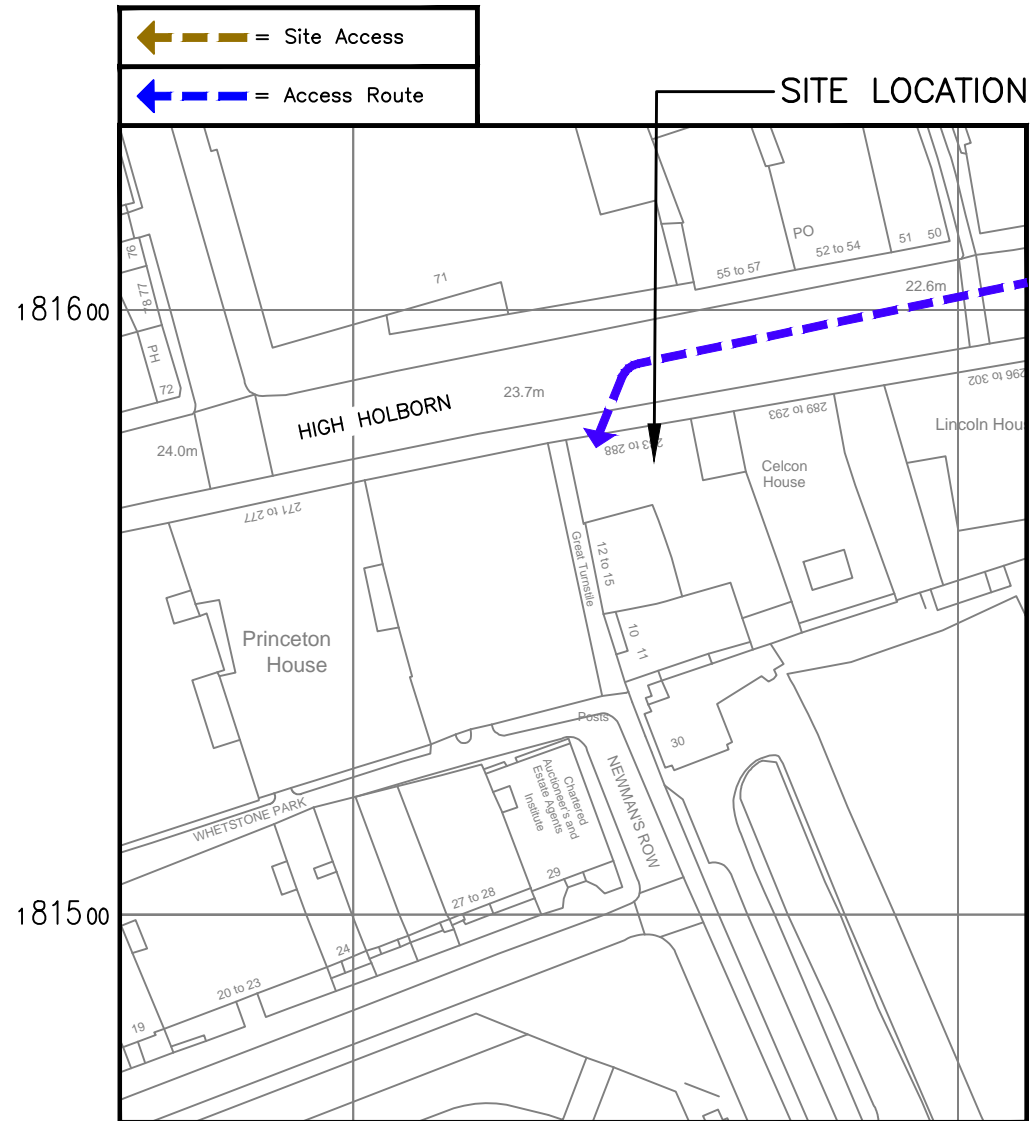 = Site Access
= Access Route
SITE LOCATION
76
77
78
PH
72
71
PO
55 to 57
52 to 54
51
50
22.6m
181600
HIGH HOLBORN
23.7m
24.0m
271 to 277
283 to 288
289 to 293
296 to 302
Lincoln Hou
Celcon
House
Great Turnstile
12 to 15
10
11
Princeton
House
Posts
30
NEWMAN'S ROW
WHETSTONE PARK
Chartered
Auctioneer's and
Estate Agents
Institute
29
27 to 28
181500
24
20 to 23
19